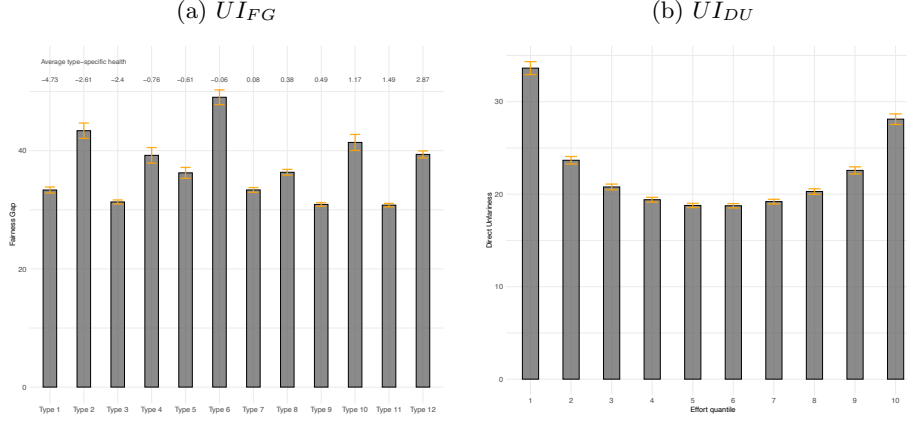 (a) UI_FG
Average type−specific health
−4.73 −2.61 −2.4 −0.76 −0.61 −0.06 0.08 0.38 0.49 1.17 1.49 2.87
40
20
0
Fairness Gap
Type 1 Type 2 Type 3 Type 4 Type 5 Type 6 Type 7 Type 8 Type 9 Type 10 Type 11 Type 12
(b) UI_DU
30
20
10
0
Direct Unfairness
1 2 3 4 5 6 7 8 9 10
Effort quantile